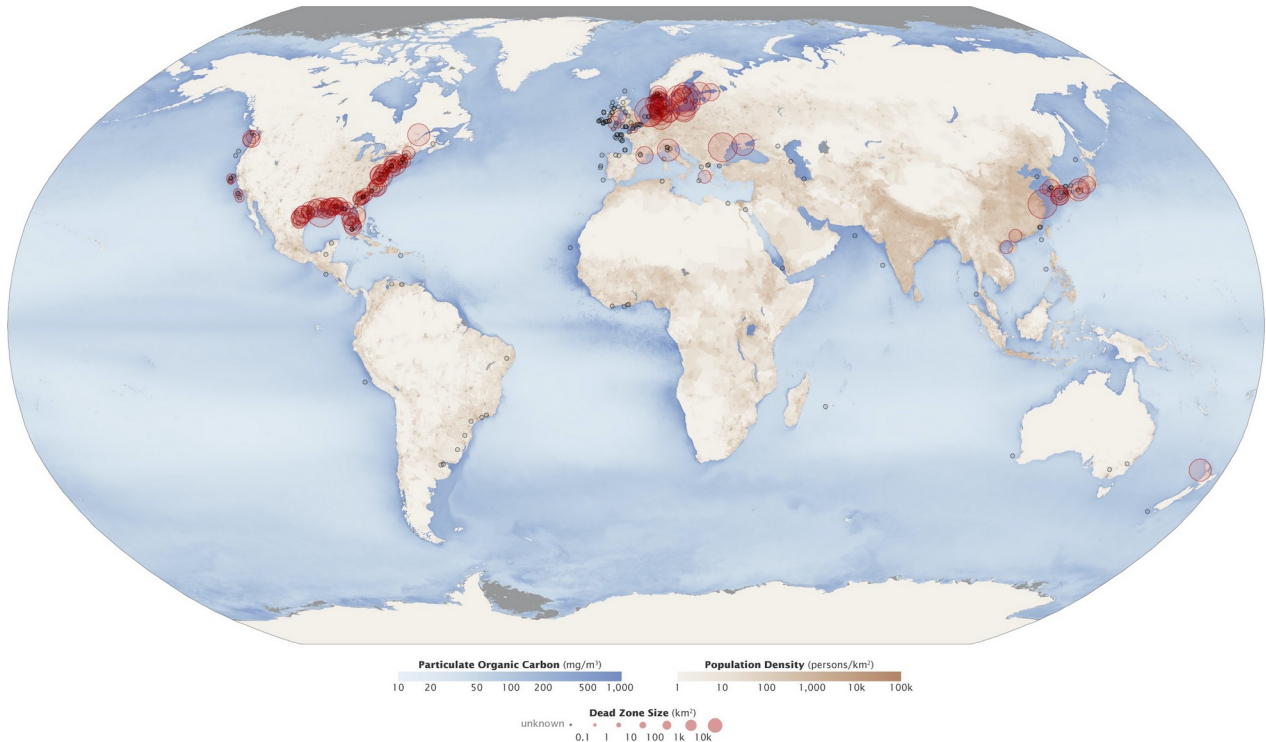 Particulate Organic Carbon (mg/m³)
10 20 50 100 200 500 1,000
Population Density (persons/km²)
1 10 100 1,000 10k 100k
Dead Zone Size (km²)
unknown
0.1 1 10 100 1k 10k